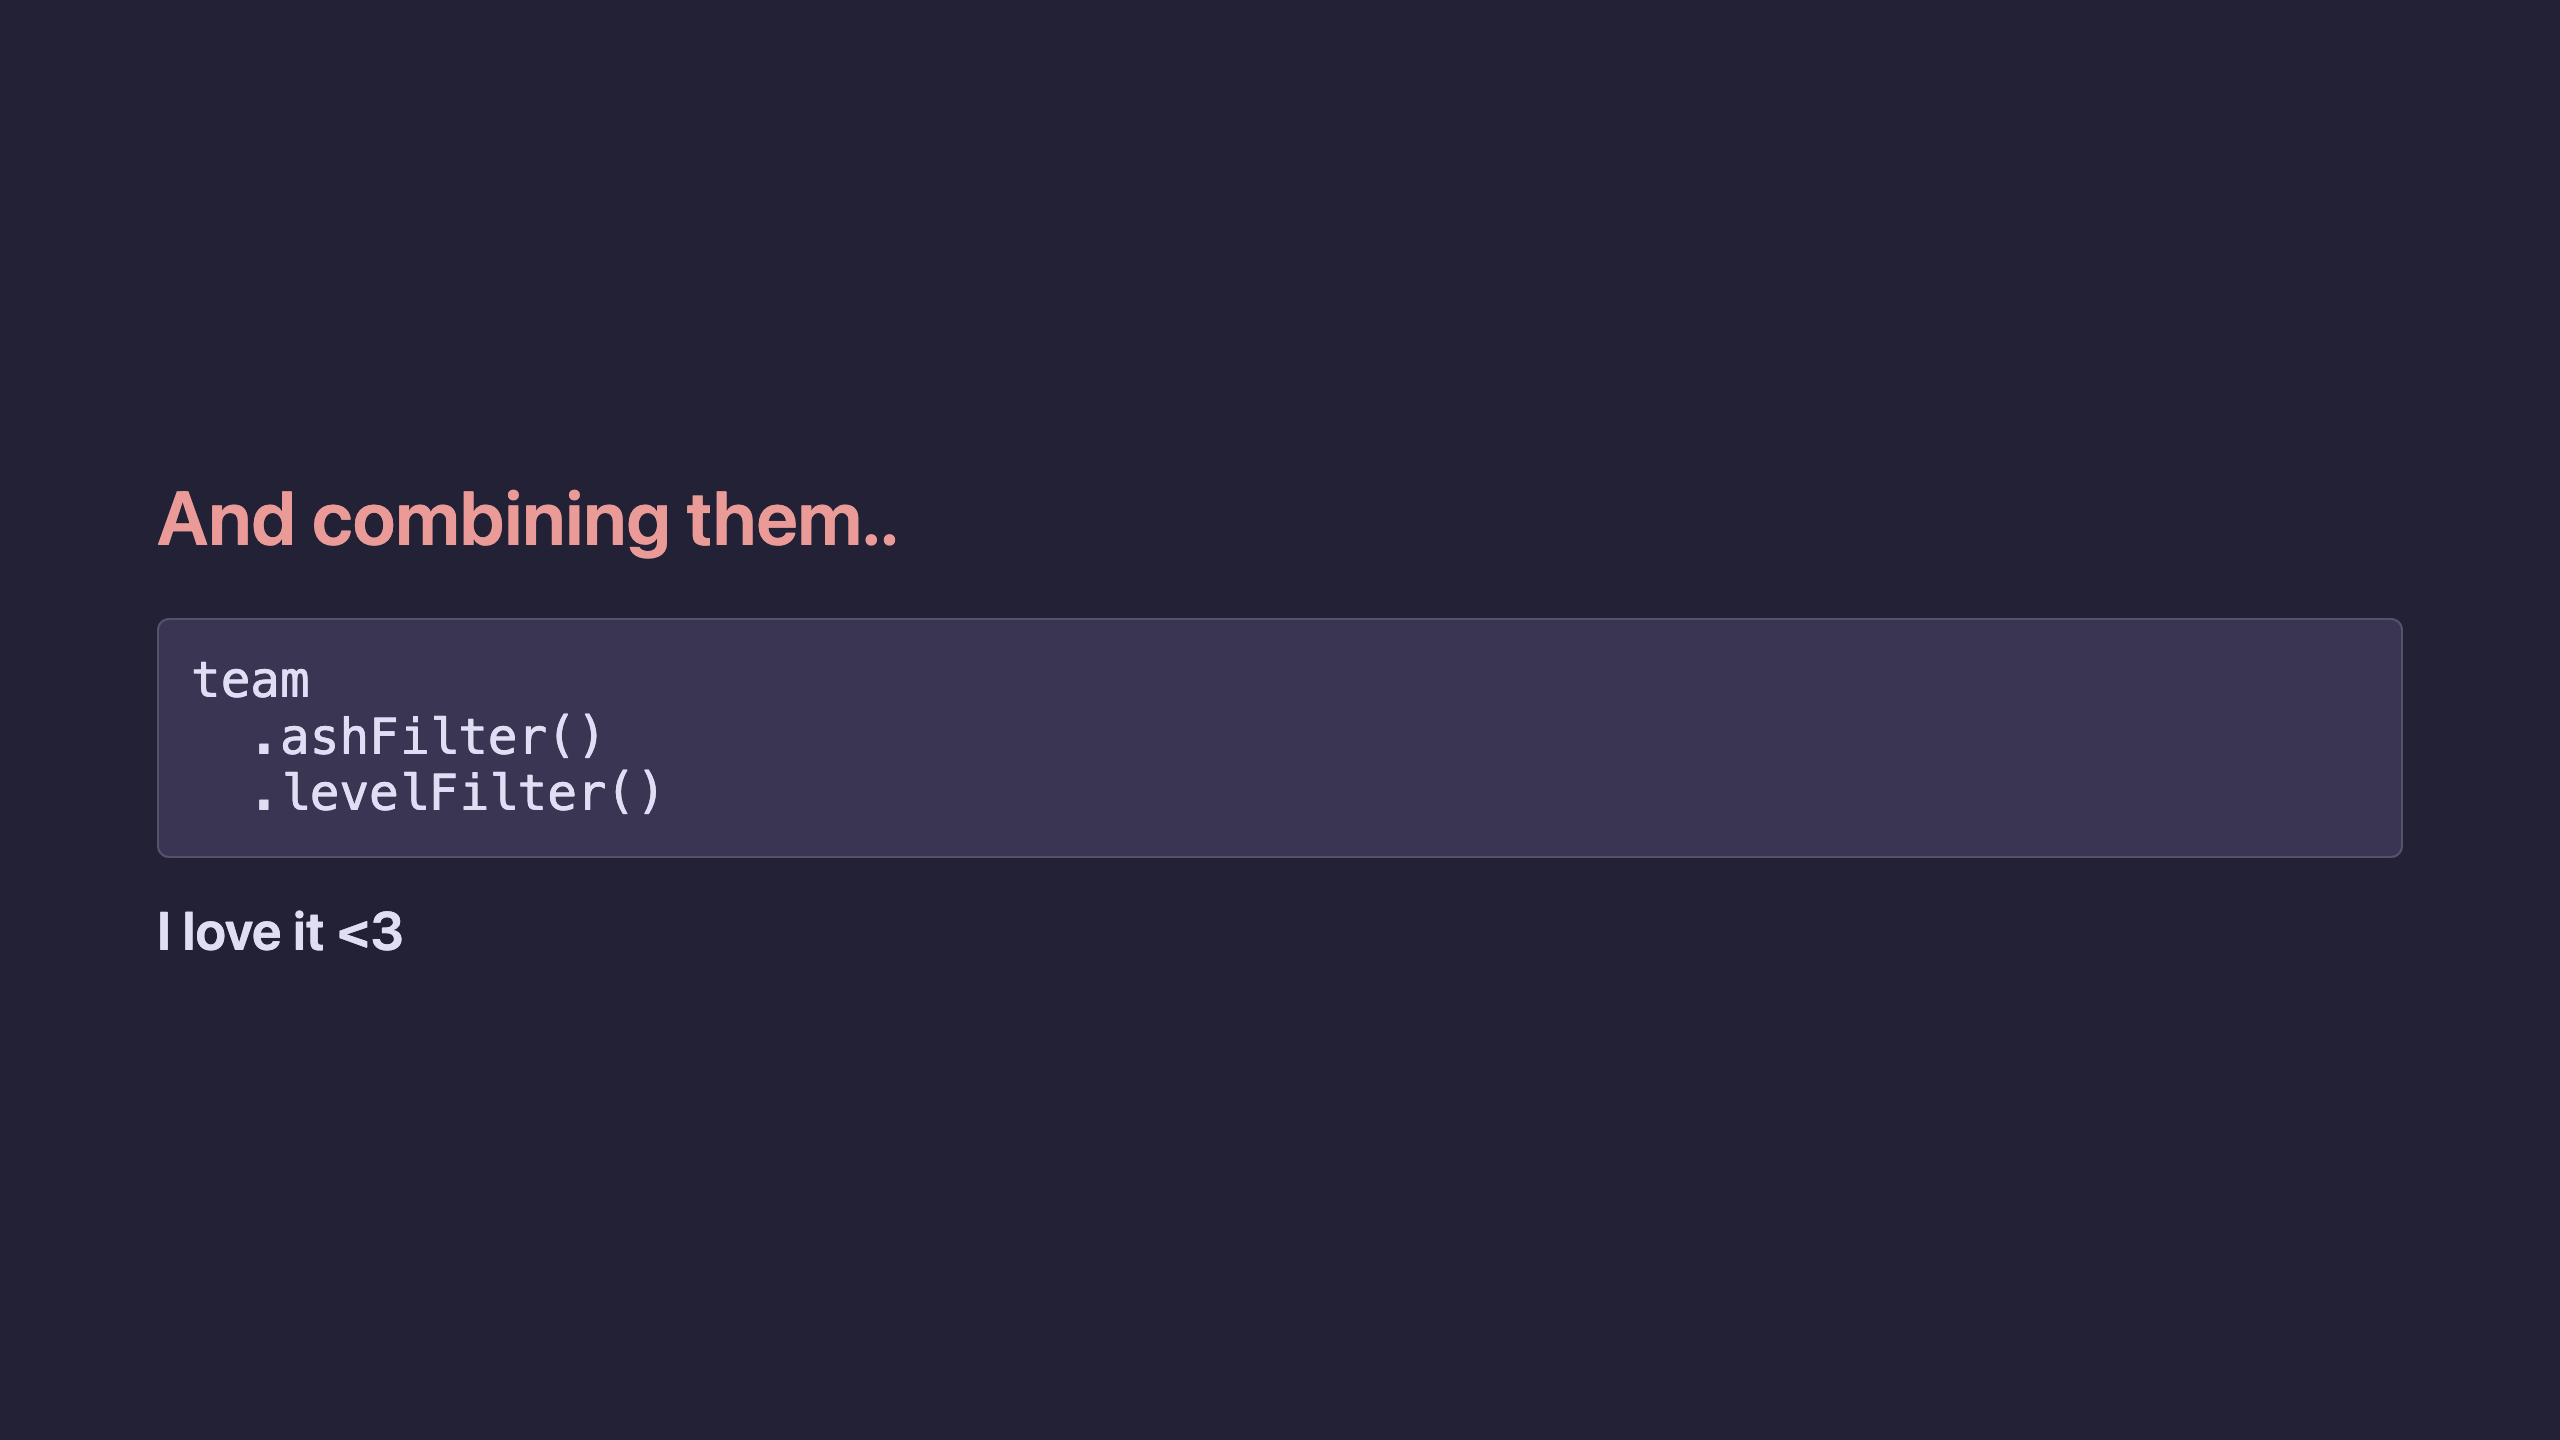 And combining them..
team
  .ashFilter()
  .levelFilter()
I love it <3